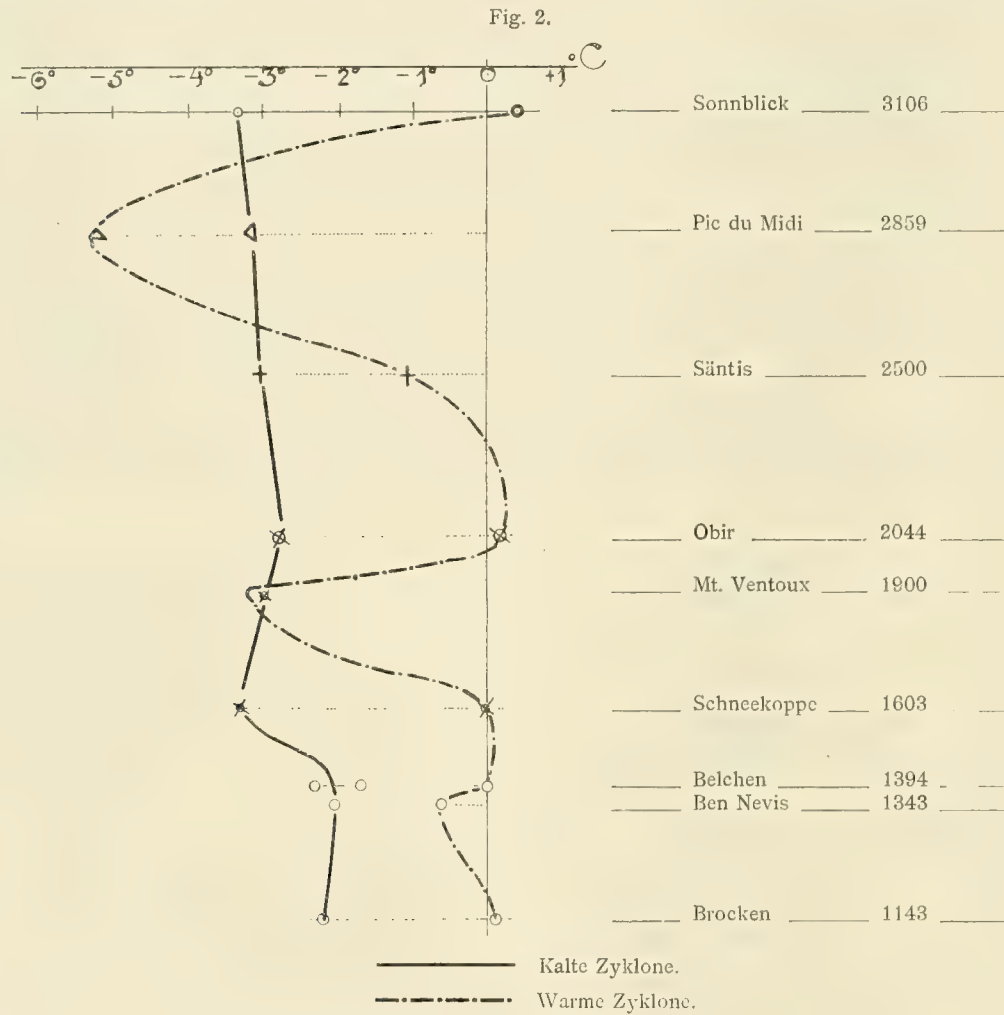 Fig. 2.
-6° -5° -4° -3° -2° -1° 0 +1 °C
Sonnblick 3106
Pic du Midi 2859
Säntis 2500
Obir 2044
Mt. Ventoux 1900
Schneekoppe 1603
Belchen 1394
Ben Nevis 1343
Brocken 1143
Kalte Zyklone.
Warme Zyklone.